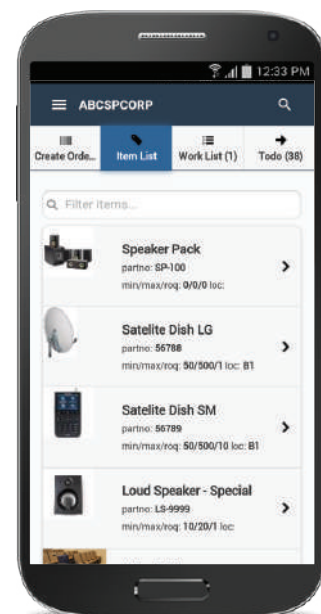 12:33 PM
ABCSPCORP
Create Orde... Item List Work List (1) Todo (38)
Filter items...
Speaker Pack
partno: SP-100
min/max/roq: 0/0/0 loc:
Satelite Dish LG
partno: 56788
min/max/roq: 50/500/1 loc: B1
Satelite Dish SM
partno: 56789
min/max/roq: 50/500/10 loc: B1
Loud Speaker - Special
partno: LS-9999
min/max/roq: 10/20/1 loc: